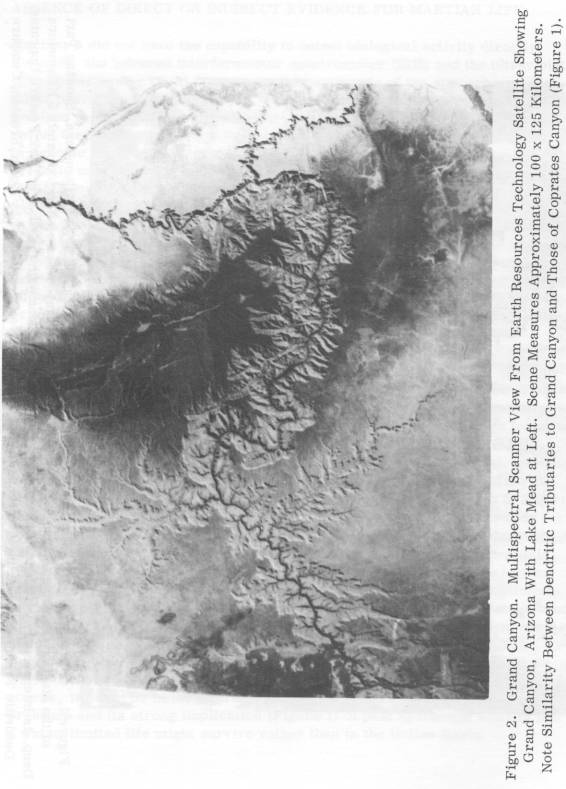 Figure 2. Grand Canyon. Multispectral Scanner View From Earth Resources Technology Satellite Showing
Grand Canyon, Arizona With Lake Mead at Left. Scene Measures Approximately 100 x 125 Kilometers.
Note Similarity Between Dendritic Tributaries to Grand Canyon and Those of Coprates Canyon (Figure 1).